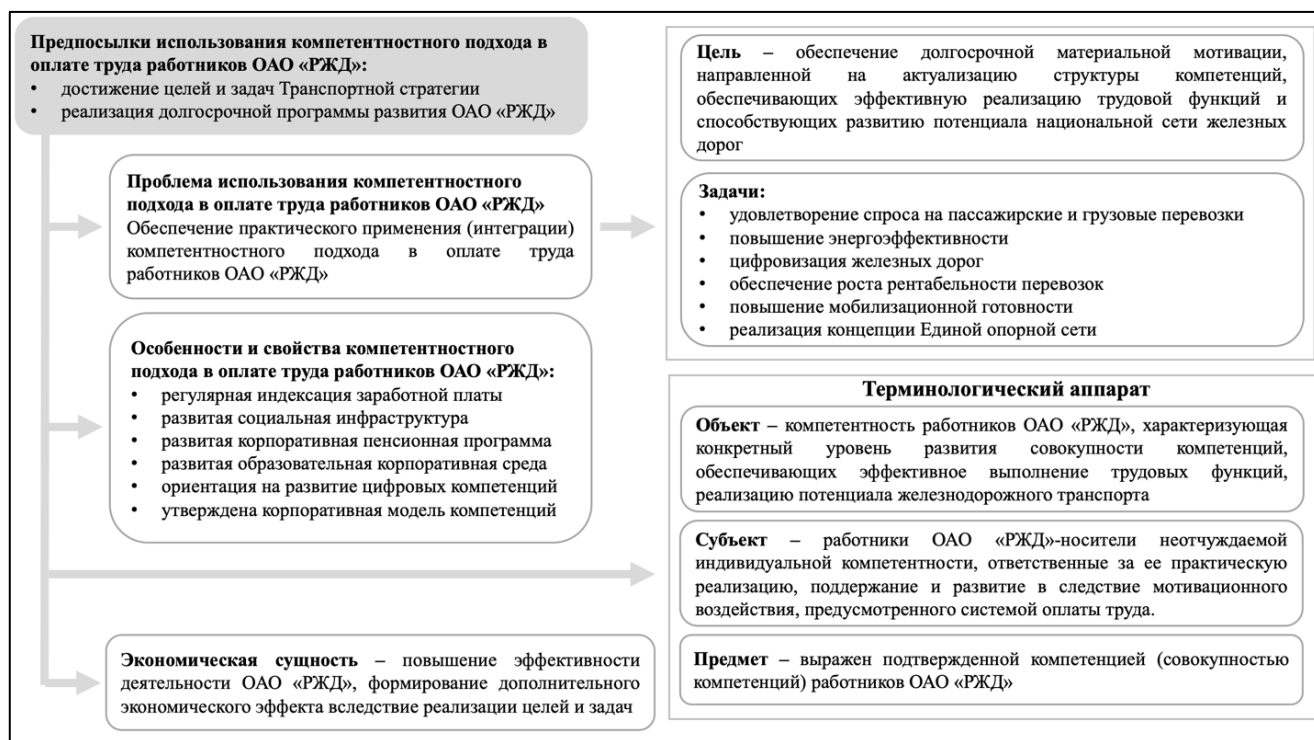 Предпосылки использования компетентностного подхода в
оплате труда работников ОАО «РЖД»:
• достижение целей и задач Транспортной стратегии
• реализация долгосрочной программы развития ОАО «РЖД»
Проблема использования компетентностного
подхода в оплате труда работников ОАО «РЖД»
Обеспечение практического применения (интеграции)
компетентностного подхода в оплате труда
работников ОАО «РЖД»
Особенности и свойства компетентностного
подхода в оплате труда работников ОАО «РЖД»:
• регулярная индексация заработной платы
• развитая социальная инфраструктура
• развитая корпоративная пенсионная программа
• развитая образовательная корпоративная среда
• ориентация на развитие цифровых компетенций
• утверждена корпоративная модель компетенций
Экономическая сущность – повышение эффективности
деятельности ОАО «РЖД», формирование дополнительного
экономического эффекта вследствие реализации целей и задач
Цель – обеспечение долгосрочной материальной мотивации,
направленной на актуализацию структуры компетенций,
обеспечивающих эффективную реализацию трудовой функций и
способствующих развитию потенциала национальной сети железных
дорог
Задачи:
• удовлетворение спроса на пассажирские и грузовые перевозки
• повышение энергоэффективности
• цифровизация железных дорог
• обеспечение роста рентабельности перевозок
• повышение мобилизационной готовности
• реализация концепции Единой опорной сети
Терминологический аппарат
Объект – компетентность работников ОАО «РЖД», характеризующая
конкретный уровень развития совокупности компетенций,
обеспечивающих эффективное выполнение трудовых функций,
реализацию потенциала железнодорожного транспорта
Субъект – работники ОАО «РЖД»-носители неотчуждаемой
индивидуальной компетентности, ответственные за ее практическую
реализацию, поддержание и развитие в следствие мотивационного
воздействия, предусмотренного системой оплаты труда.
Предмет – выражен подтвержденной компетенцией (совокупностью
компетенций) работников ОАО «РЖД»